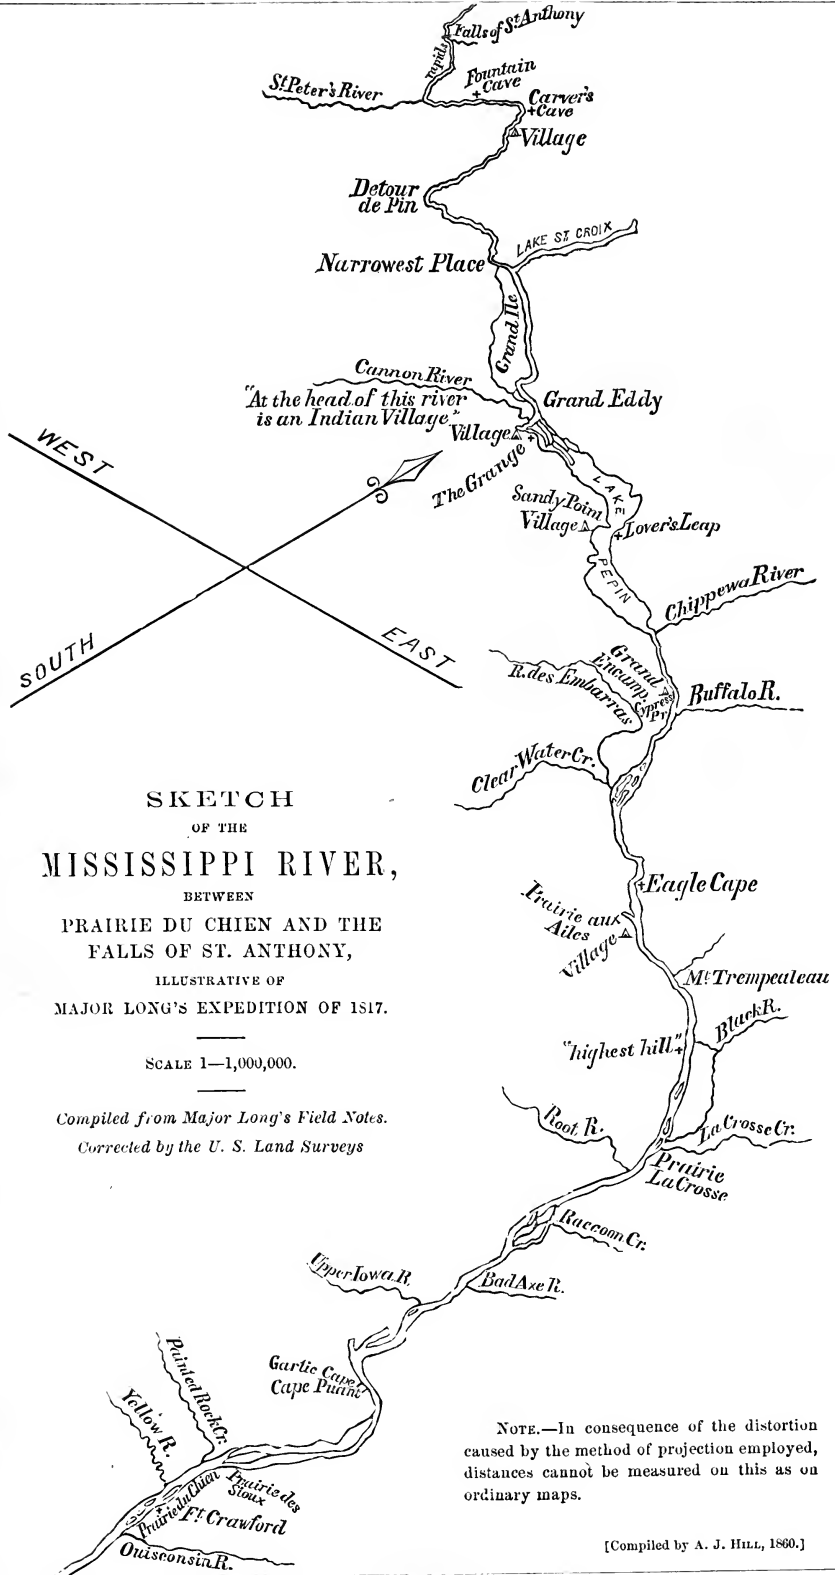 Falls of St. Anthony
rapids
Fountain
Cave
St. Peter's River
Carver's
Cave
Village
Detour
de Pin
LAKE ST. CROIX
Narrowest Place
Grand Ile
Cannon River
"At the head of this river
is an Indian Village"
Grand Eddy
Village
The Grange
WEST
LAKE
Sandy Point
Village
Lover's Leap
PEPIN
Chippewa River
SOUTH
EAST
Grand
Encamp.
R. des Embarras
Cypress
Pr.
Buffalo R.
Clear Water Cr.
SKETCH
OF THE
MISSISSIPPI RIVER,
BETWEEN
PRAIRIE DU CHIEN AND THE
FALLS OF ST. ANTHONY,
ILLUSTRATIVE OF
MAJOR LONG'S EXPEDITION OF 1817.
SCALE 1—1,000,000.
Compiled from Major Long's Field Notes.
Corrected by the U. S. Land Surveys
Eagle Cape
Prairie aux
Ailes
Village
Mt. Trempealeau
Black R.
"highest hill"
Root R.
La Crosse Cr.
Prairie
La Crosse
Raccoon Cr.
Upper Iowa R.
Bad Axe R.
Garlic Cape,
Cape Puant
Painted Rock Cr.
Yellow R.
Prairie des
Sioux
Prairie du Chien
Ft. Crawford
Ouisconsin R.
NOTE.—In consequence of the distortion
caused by the method of projection employed,
distances cannot be measured on this as on
ordinary maps.
[Compiled by A. J. HILL, 1860.]